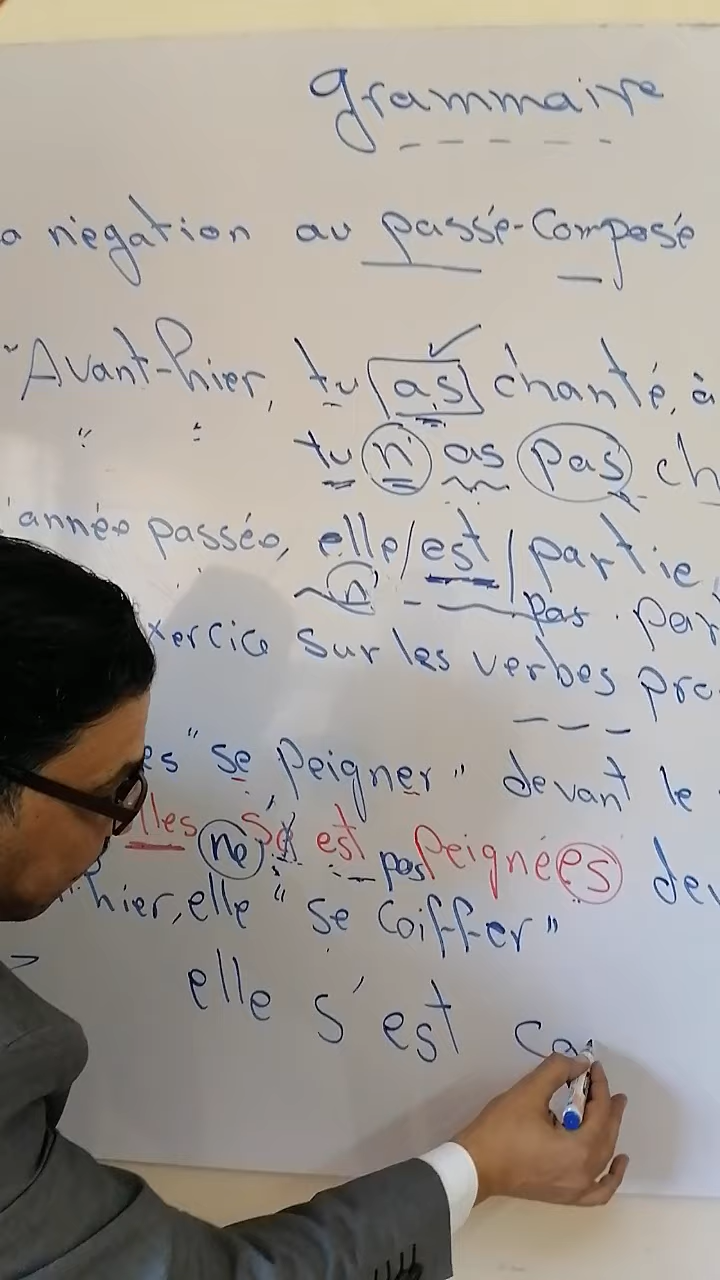 grammaire
a négation au passé-Composé
Avant-hier, tu as chanté, à
" " tu n' as pas ch
'année passée, elle/est/partie
n' pas par
xercice sur les verbes pro
es "se peigner" devant le
lles ne se est pas Peignées dev
hier, elle "se coiffer"
elle s'est co